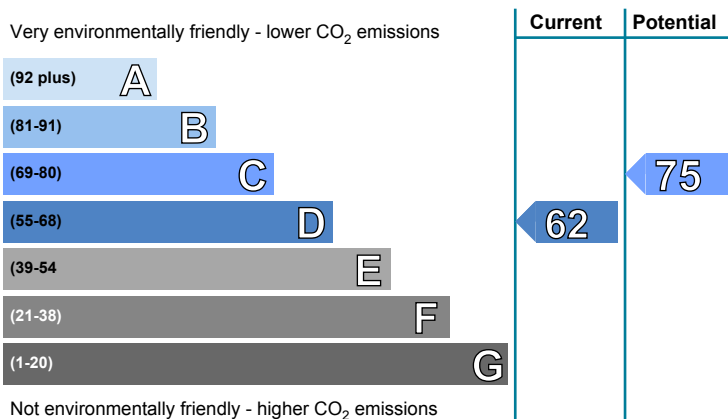 Current Potential
Very environmentally friendly - lower CO2 emissions
(92 plus) A
(81-91) B
(69-80) C 75
(55-68) D 62
(39-54 E
(21-38) F
(1-20) G
Not environmentally friendly - higher CO2 emissions